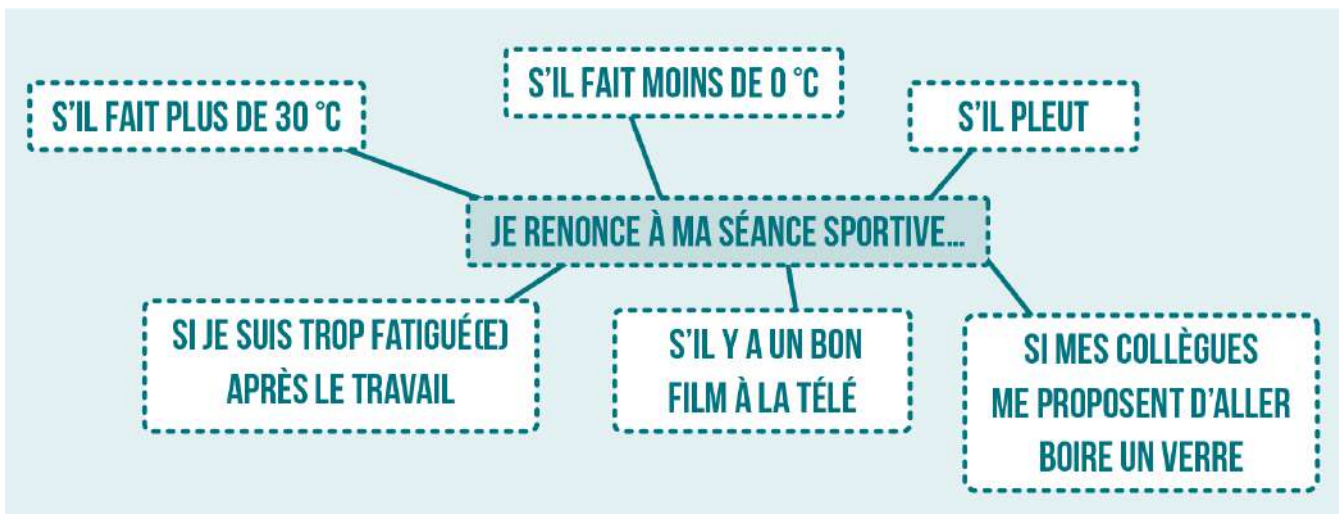 S'IL FAIT PLUS DE 30 °C
S'IL FAIT MOINS DE 0 °C
S'IL PLEUT
JE RENONCE À MA SÉANCE SPORTIVE...
SI JE SUIS TROP FATIGUÉ(E)
APRÈS LE TRAVAIL
S'IL Y A UN BON
FILM À LA TÉLÉ
SI MES COLLÈGUES
ME PROPOSENT D'ALLER
BOIRE UN VERRE